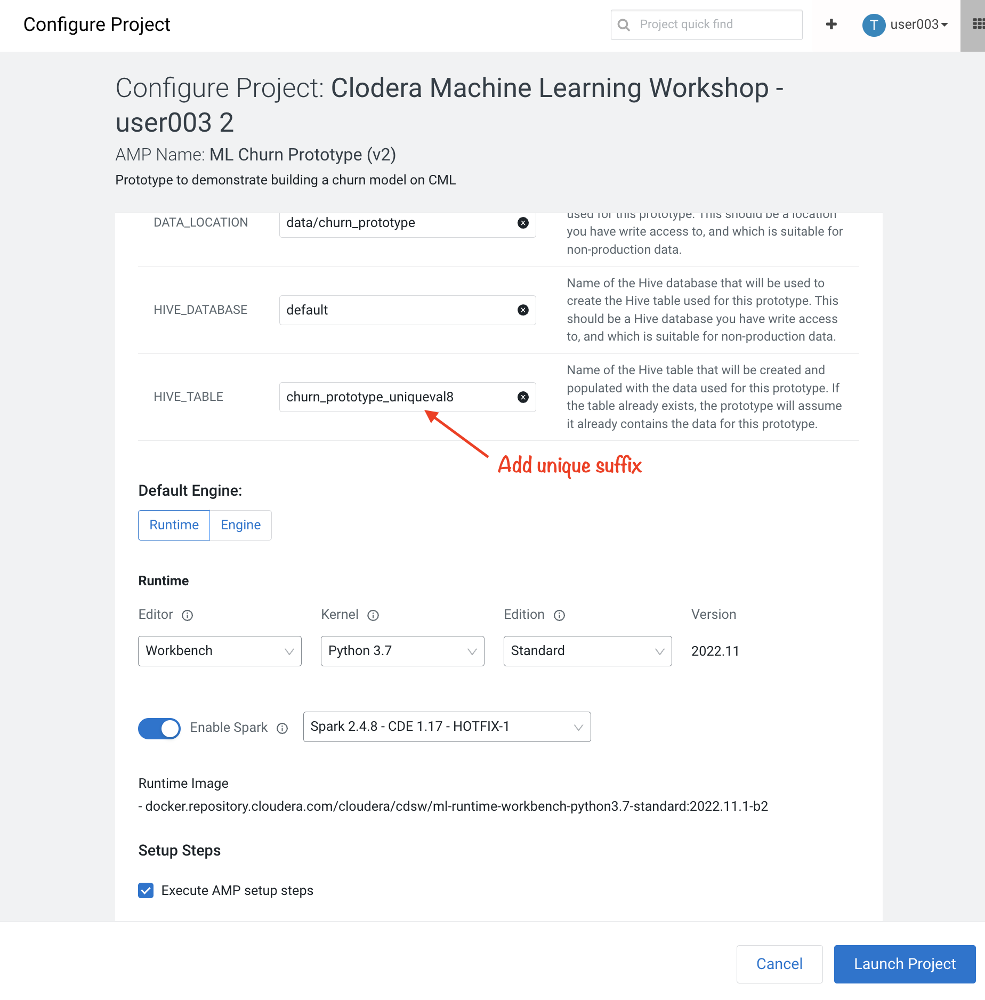 Configure Project
Project quick find
T
user003
Configure Project: Clodera Machine Learning Workshop -
user003 2
AMP Name: ML Churn Prototype (v2)
Prototype to demonstrate building a churn model on CML
DATA_LOCATION
data/churn_prototype
used for this prototype. This should be a location
you have write access to, and which is suitable for
non-production data.
HIVE_DATABASE
default
Name of the Hive database that will be used to
create the Hive table used for this prototype. This
should be a Hive database you have write access
to, and which is suitable for non-production data.
HIVE_TABLE
churn_prototype_uniqueval8
Name of the Hive table that will be created and
populated with the data used for this prototype. If
the table already exists, the prototype will assume
it already contains the data for this prototype.
Add unique suffix
Default Engine:
Runtime
Engine
Runtime
Editor
Kernel
Edition
Version
Workbench
Python 3.7
Standard
2022.11
Enable Spark
Spark 2.4.8 - CDE 1.17 - HOTFIX-1
Runtime Image
- docker.repository.cloudera.com/cloudera/cdsw/ml-runtime-workbench-python3.7-standard:2022.11.1-b2
Setup Steps
Execute AMP setup steps
Cancel
Launch Project